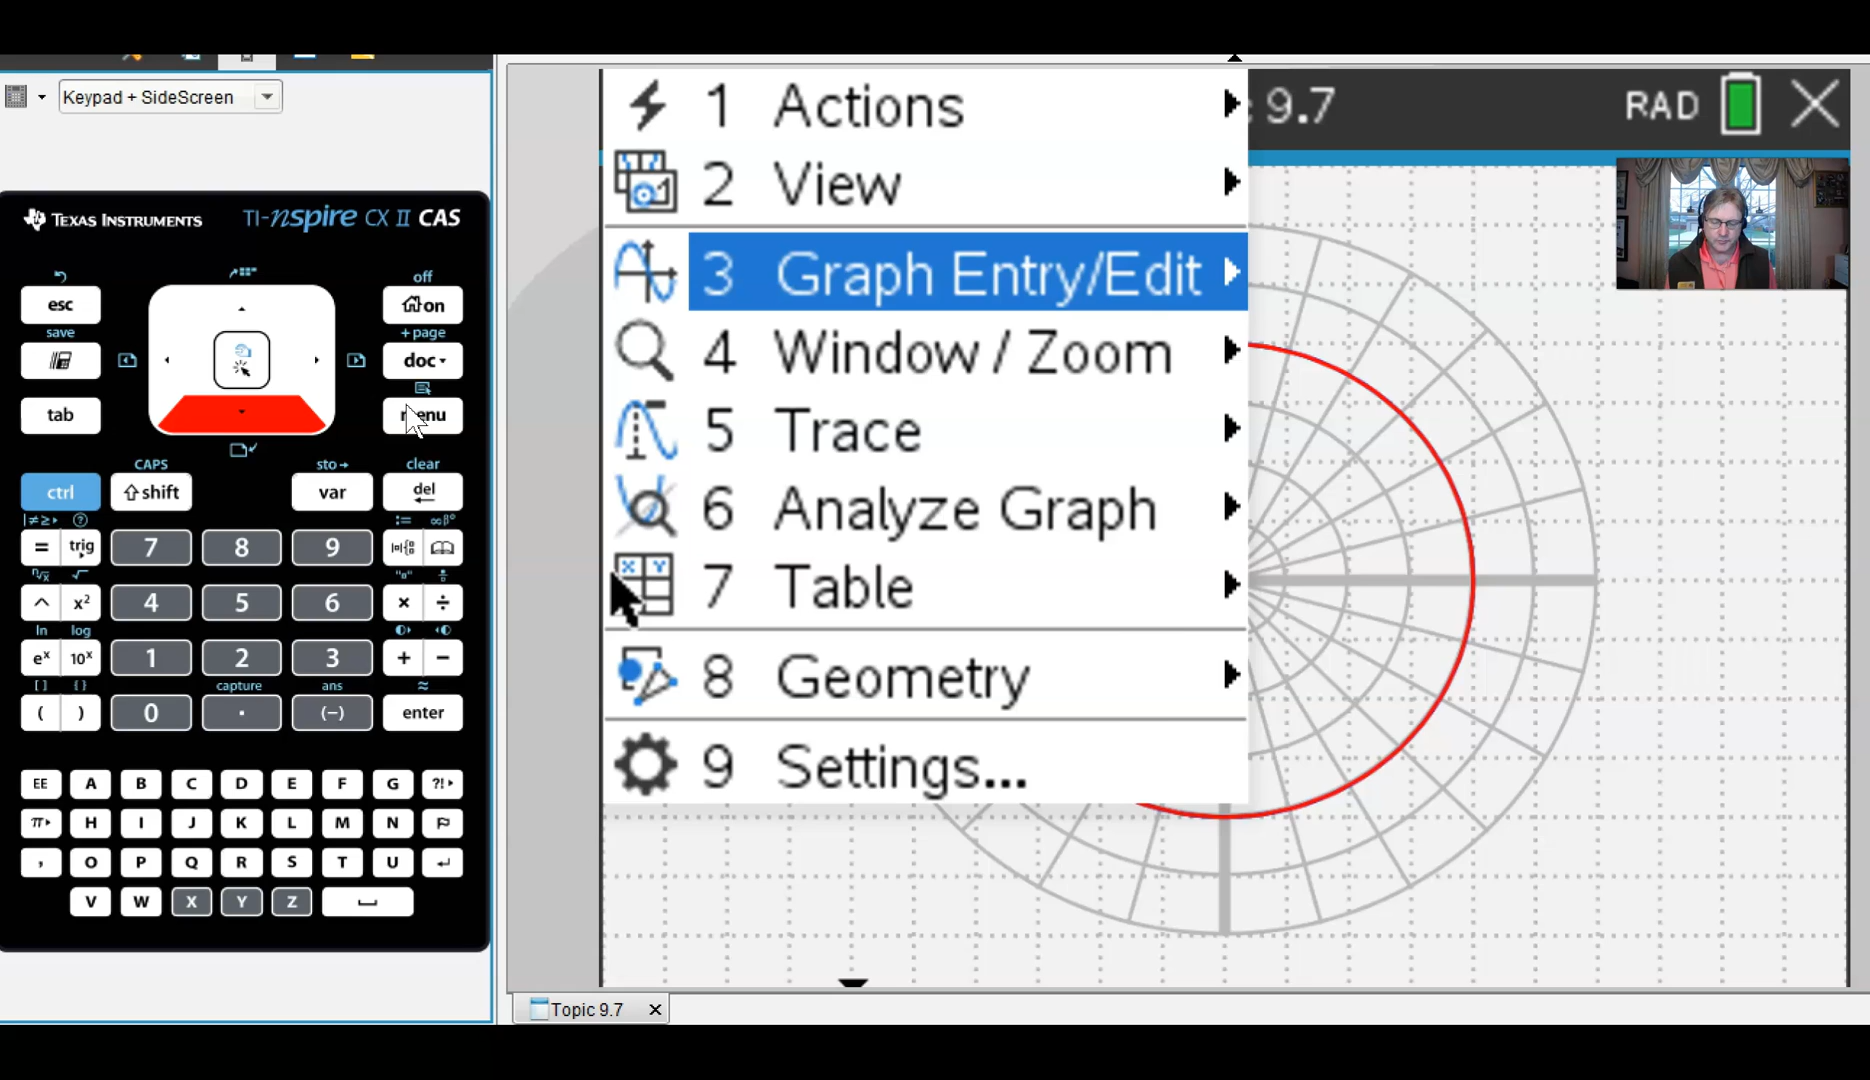 Keypad + SideScreen
TEXAS INSTRUMENTS TI-nspire CX II CAS
off
esc on
save + page
doc
tab menu
CAPS sto→ clear
ctrl shift var del
|≠≥▸ ? := ∞β°
= trig 7 8 9
ⁿ√x √ "□"
^ x² 4 5 6 × ÷
ln log
eˣ 10ˣ 1 2 3 + −
[ ] { } capture ans ≈
( ) 0 . (−) enter
EE A B C D E F G ?!▸
π▸ H I J K L M N
, O P Q R S T U ↵
V W X Y Z
1 Actions
2 View
3 Graph Entry/Edit
4 Window / Zoom
5 Trace
6 Analyze Graph
7 Table
8 Geometry
9 Settings...
9.7 RAD
Topic 9.7